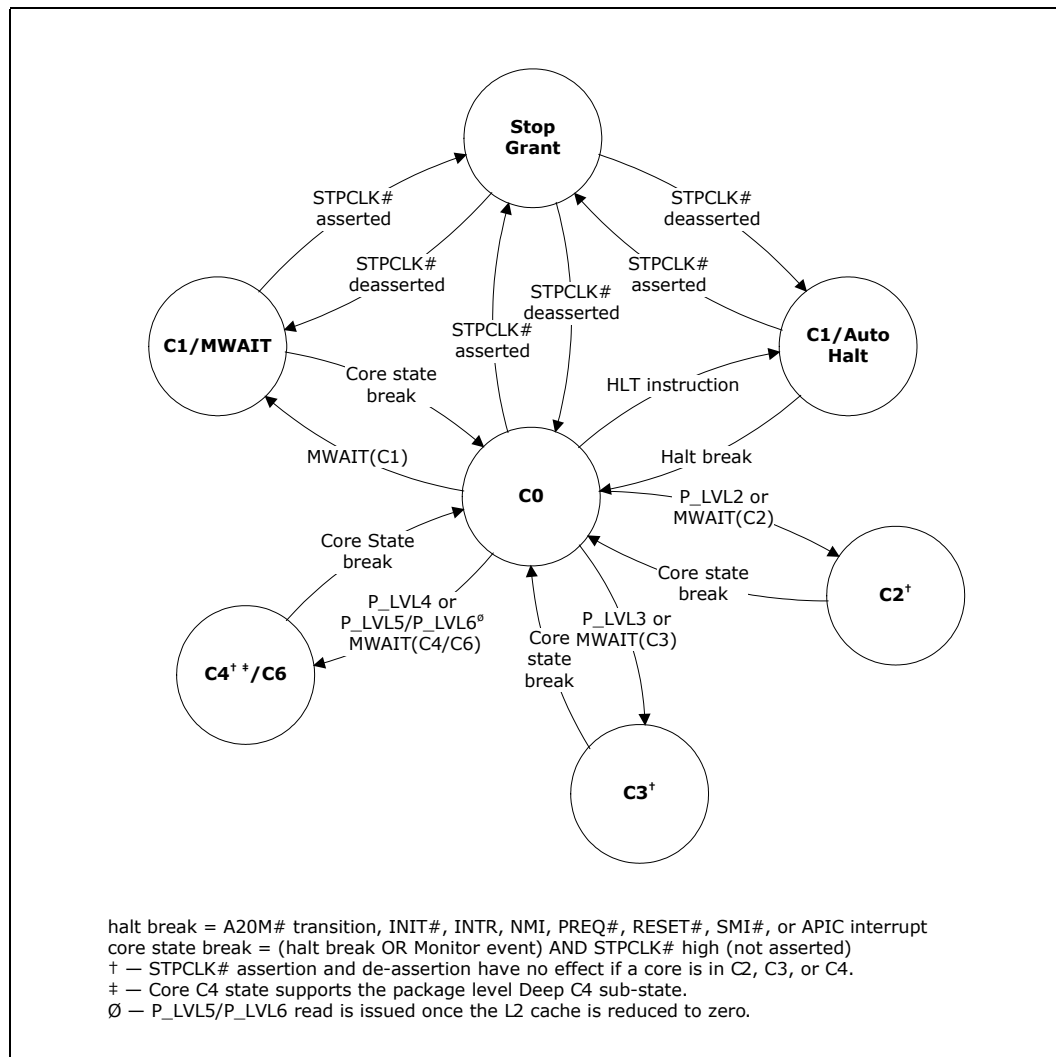 Stop
Grant
STPCLK#
asserted
STPCLK#
deasserted
STPCLK#
deasserted
STPCLK#
asserted
STPCLK#
deasserted
STPCLK#
asserted
C1/MWAIT
C1/Auto
Halt
Core state
break
HLT instruction
MWAIT(C1)
Halt break
C0
P_LVL2 or
MWAIT(C2)
Core State
break
Core state
break
C2†
P_LVL4 or
P_LVL5/P_LVL6ø
MWAIT(C4/C6)
P_LVL3 or
MWAIT(C3)
Core
state
break
C4† ‡/C6
C3†
halt break = A20M# transition, INIT#, INTR, NMI, PREQ#, RESET#, SMI#, or APIC interrupt
core state break = (halt break OR Monitor event) AND STPCLK# high (not asserted)
† — STPCLK# assertion and de-assertion have no effect if a core is in C2, C3, or C4.
‡ — Core C4 state supports the package level Deep C4 sub-state.
Ø — P_LVL5/P_LVL6 read is issued once the L2 cache is reduced to zero.